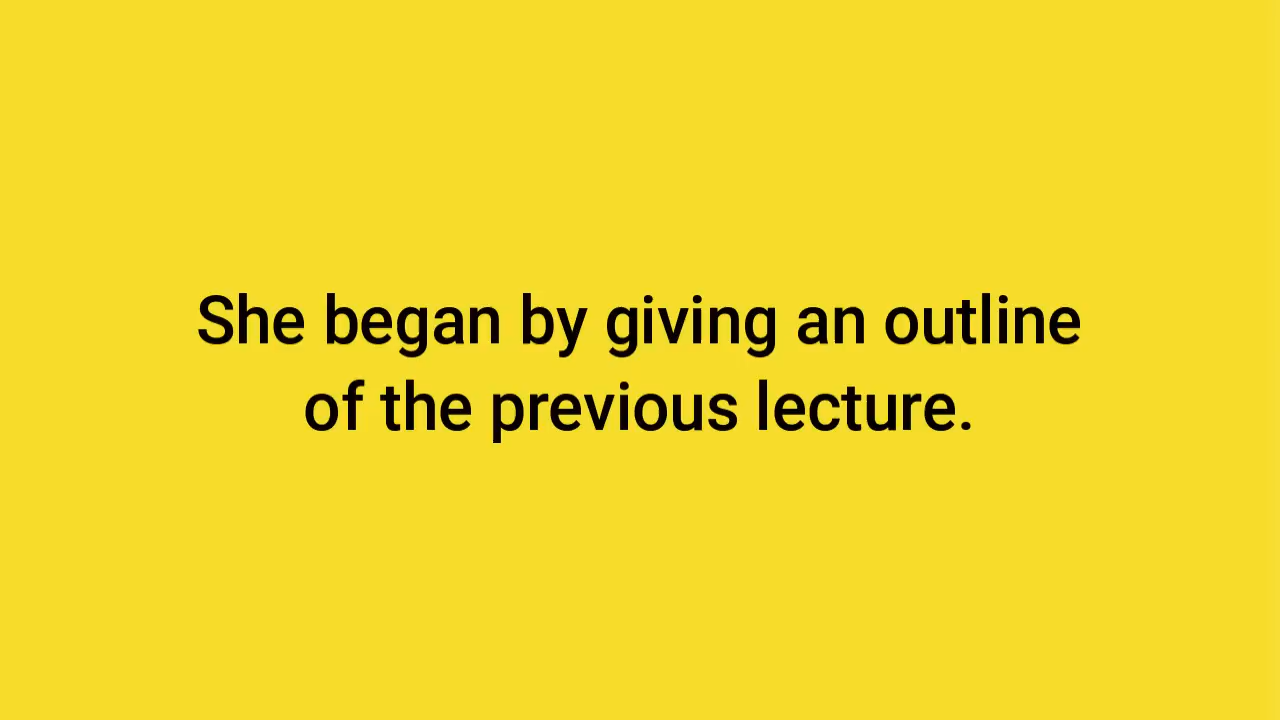 She began by giving an outline
of the previous lecture.